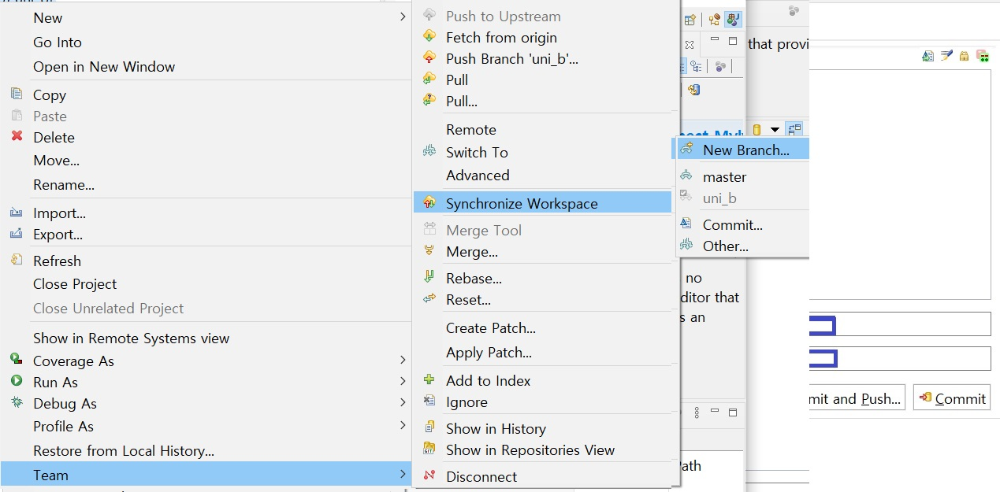 New
Go Into
Open in New Window
Copy
Paste
Delete
Move...
Rename...
Import...
Export...
Refresh
Close Project
Close Unrelated Project
Show in Remote Systems view
Coverage As
Run As
Debug As
Profile As
Restore from Local History...
Team
Push to Upstream
Fetch from origin
Push Branch 'uni_b'...
Pull
Pull...
Remote
Switch To
Advanced
Synchronize Workspace
Merge Tool
Merge...
Rebase...
Reset...
Create Patch...
Apply Patch...
Add to Index
Ignore
Show in History
GIT
Show in Repositories View
Disconnect
that provi
New Branch...
master
uni_b
Commit...
Other...
no
ditor that
s an
ath
mit and Push...
Commit